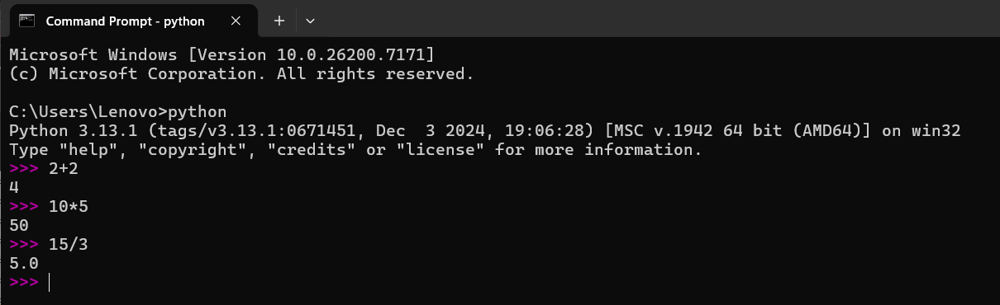 Command Prompt - python
Microsoft Windows [Version 10.0.26200.7171]
(c) Microsoft Corporation. All rights reserved.
C:\Users\Lenovo>python
Python 3.13.1 (tags/v3.13.1:0671451, Dec  3 2024, 19:06:28) [MSC v.1942 64 bit (AMD64)] on win32
Type "help", "copyright", "credits" or "license" for more information.
>>> 2+2
4
>>> 10*5
50
>>> 15/3
5.0
>>>